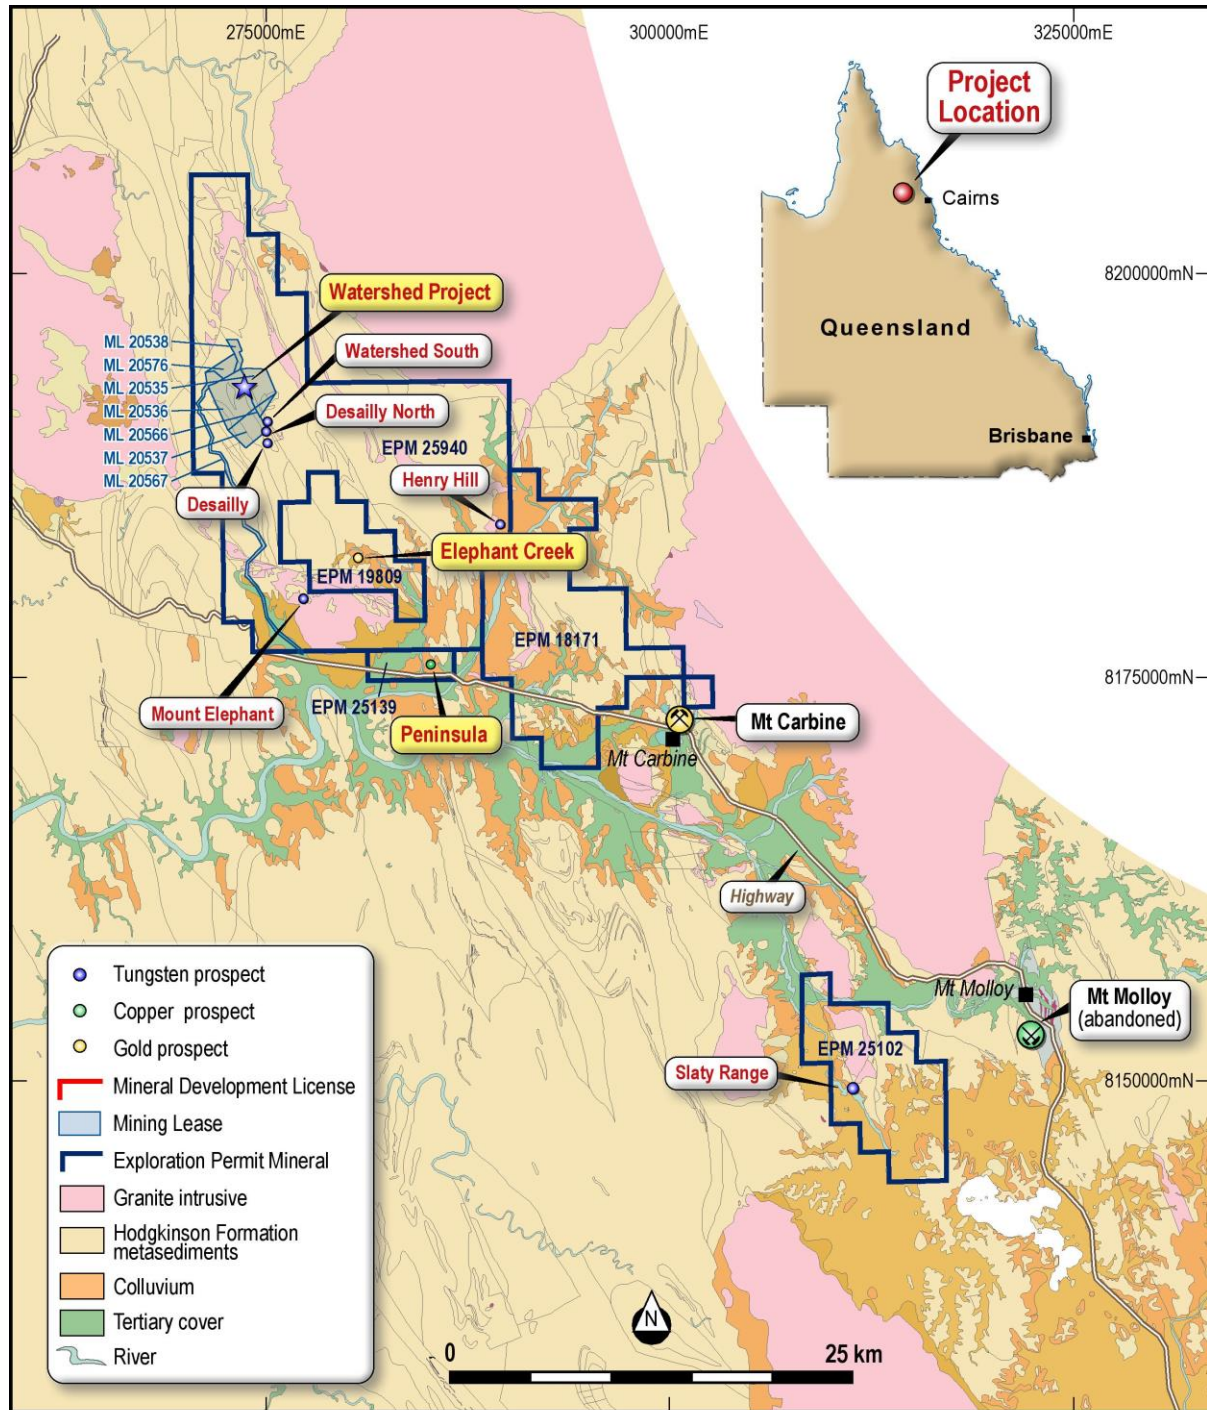 275000mE
300000mE
325000mE
Project
Location
Cairns
8200000mN
Queensland
Brisbane
Watershed Project
ML 20538
ML 20576
ML 20535
ML 20536
ML 20566
ML 20537
ML 20567
Watershed South
Desailly North
EPM 25940
Henry Hill
Desailly
Elephant Creek
EPM 19809
EPM 18171
8175000mN
Mount Elephant
EPM 25139
Peninsula
Mt Carbine
Mt Carbine
Highway
Mt Molloy
Mt Molloy
(abandoned)
EPM 25102
Slaty Range
8150000mN
Tungsten prospect
Copper prospect
Gold prospect
Mineral Development License
Mining Lease
Exploration Permit Mineral
Granite intrusive
Hodgkinson Formation
metasediments
Colluvium
Tertiary cover
River
N
0
25 km